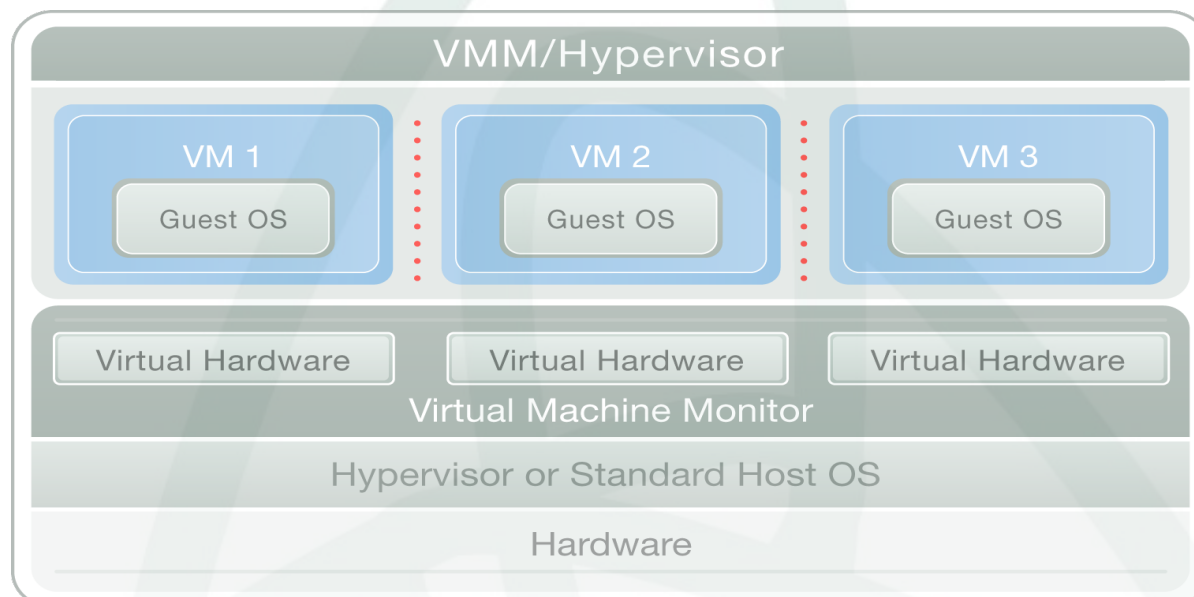 VMM/Hypervisor
VM 1
VM 2
VM 3
Guest OS
Guest OS
Guest OS
Virtual Hardware
Virtual Hardware
Virtual Hardware
Virtual Machine Monitor
Hypervisor or Standard Host OS
Hardware